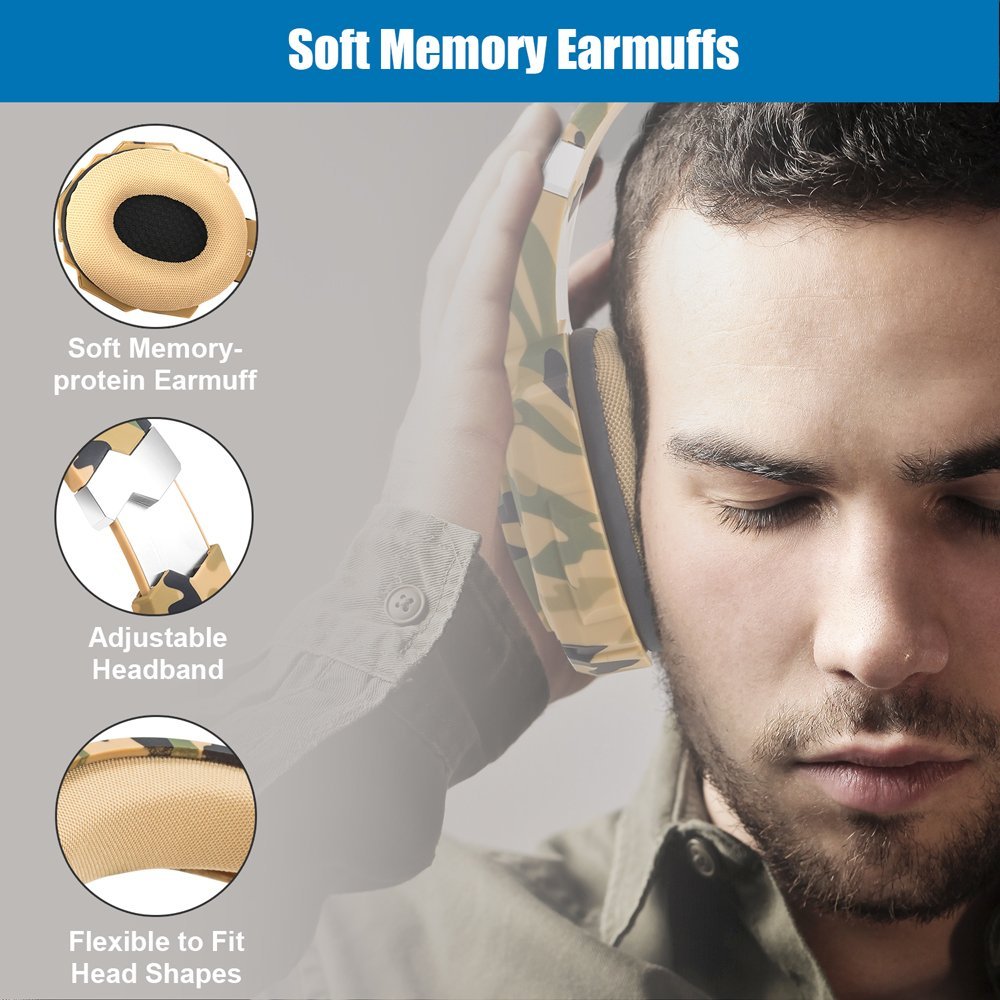 Soft Memory Earmuffs
Soft Memory-
protein Earmuff
Adjustable
Headband
Flexible to Fit
Head Shapes